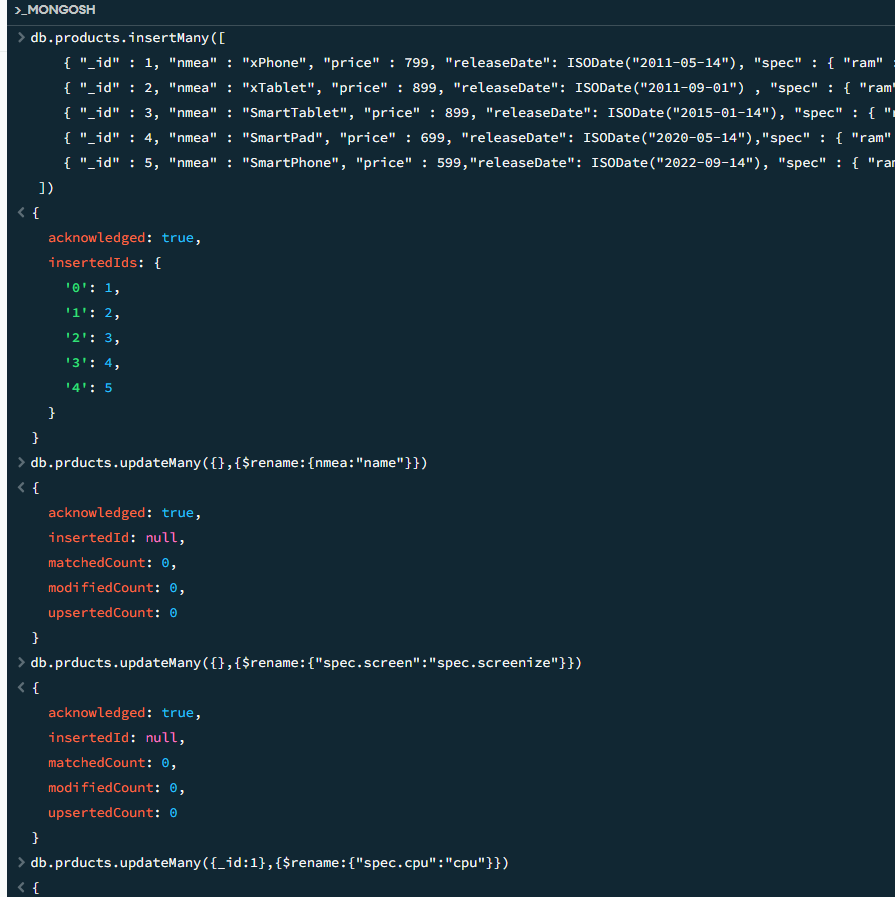 >_MONGOSH
> db.products.insertMany([
{ "_id" : 1, "nmea" : "xPhone", "price" : 799, "releaseDate": ISODate("2011-05-14"), "spec" : { "ram" :
{ "_id" : 2, "nmea" : "xTablet", "price" : 899, "releaseDate": ISODate("2011-09-01") , "spec" : { "ram"
{ "_id" : 3, "nmea" : "SmartTablet", "price" : 899, "releaseDate": ISODate("2015-01-14"), "spec" : { "r
{ "_id" : 4, "nmea" : "SmartPad", "price" : 699, "releaseDate": ISODate("2020-05-14"),"spec" : { "ram"
{ "_id" : 5, "nmea" : "SmartPhone", "price" : 599,"releaseDate": ISODate("2022-09-14"), "spec" : { "ram
])
< {
acknowledged: true,
insertedIds: {
'0': 1,
'1': 2,
'2': 3,
'3': 4,
'4': 5
}
}
> db.prducts.updateMany({},{$rename:{nmea:"name"}})
< {
acknowledged: true,
insertedId: null,
matchedCount: 0,
modifiedCount: 0,
upsertedCount: 0
}
> db.prducts.updateMany({},{$rename:{"spec.screen":"spec.screenize"}})
< {
acknowledged: true,
insertedId: null,
matchedCount: 0,
modifiedCount: 0,
upsertedCount: 0
}
> db.prducts.updateMany({_id:1},{$rename:{"spec.cpu":"cpu"}})
< {